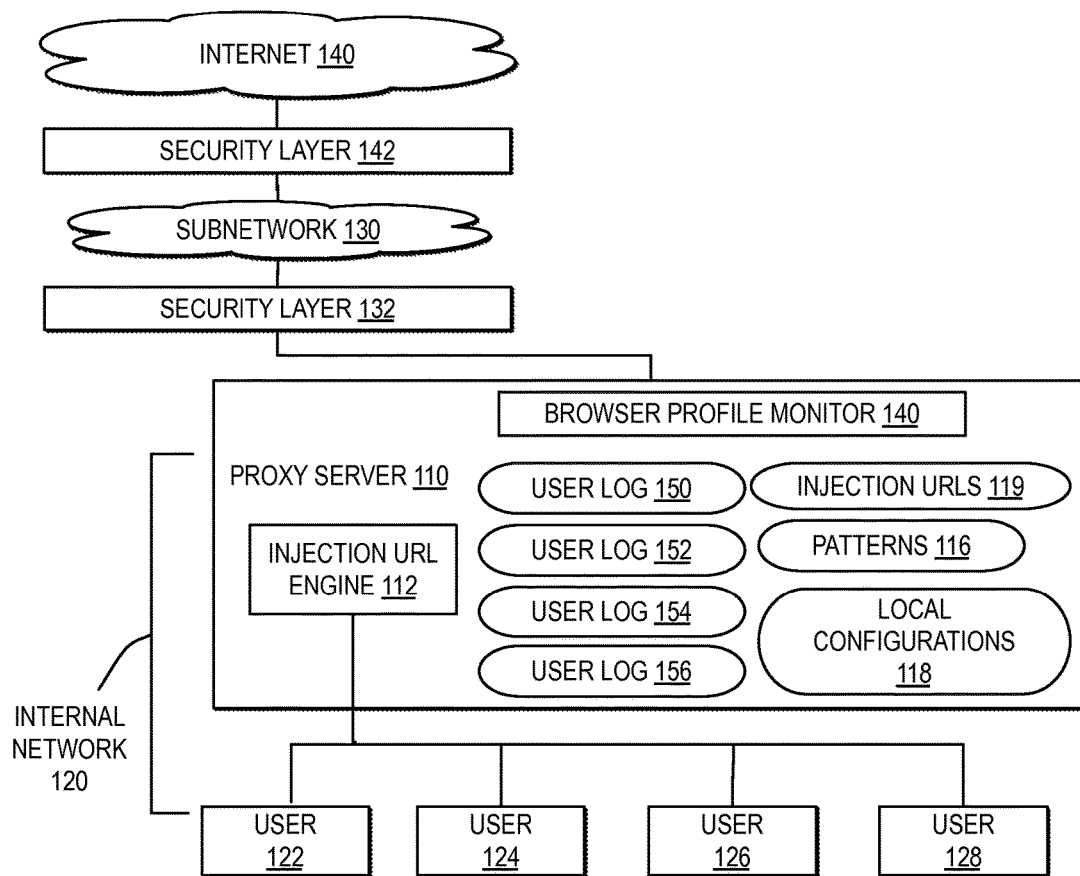 INTERNET 140
SECURITY LAYER 142
SUBNETWORK 130
SECURITY LAYER 132
BROWSER PROFILE MONITOR 140
PROXY SERVER 110
USER LOG 150
INJECTION URLS 119
INJECTION URL
ENGINE 112
USER LOG 152
PATTERNS 116
USER LOG 154
LOCAL
CONFIGURATIONS
118
USER LOG 156
INTERNAL
NETWORK
120
USER
122
USER
124
USER
126
USER
128